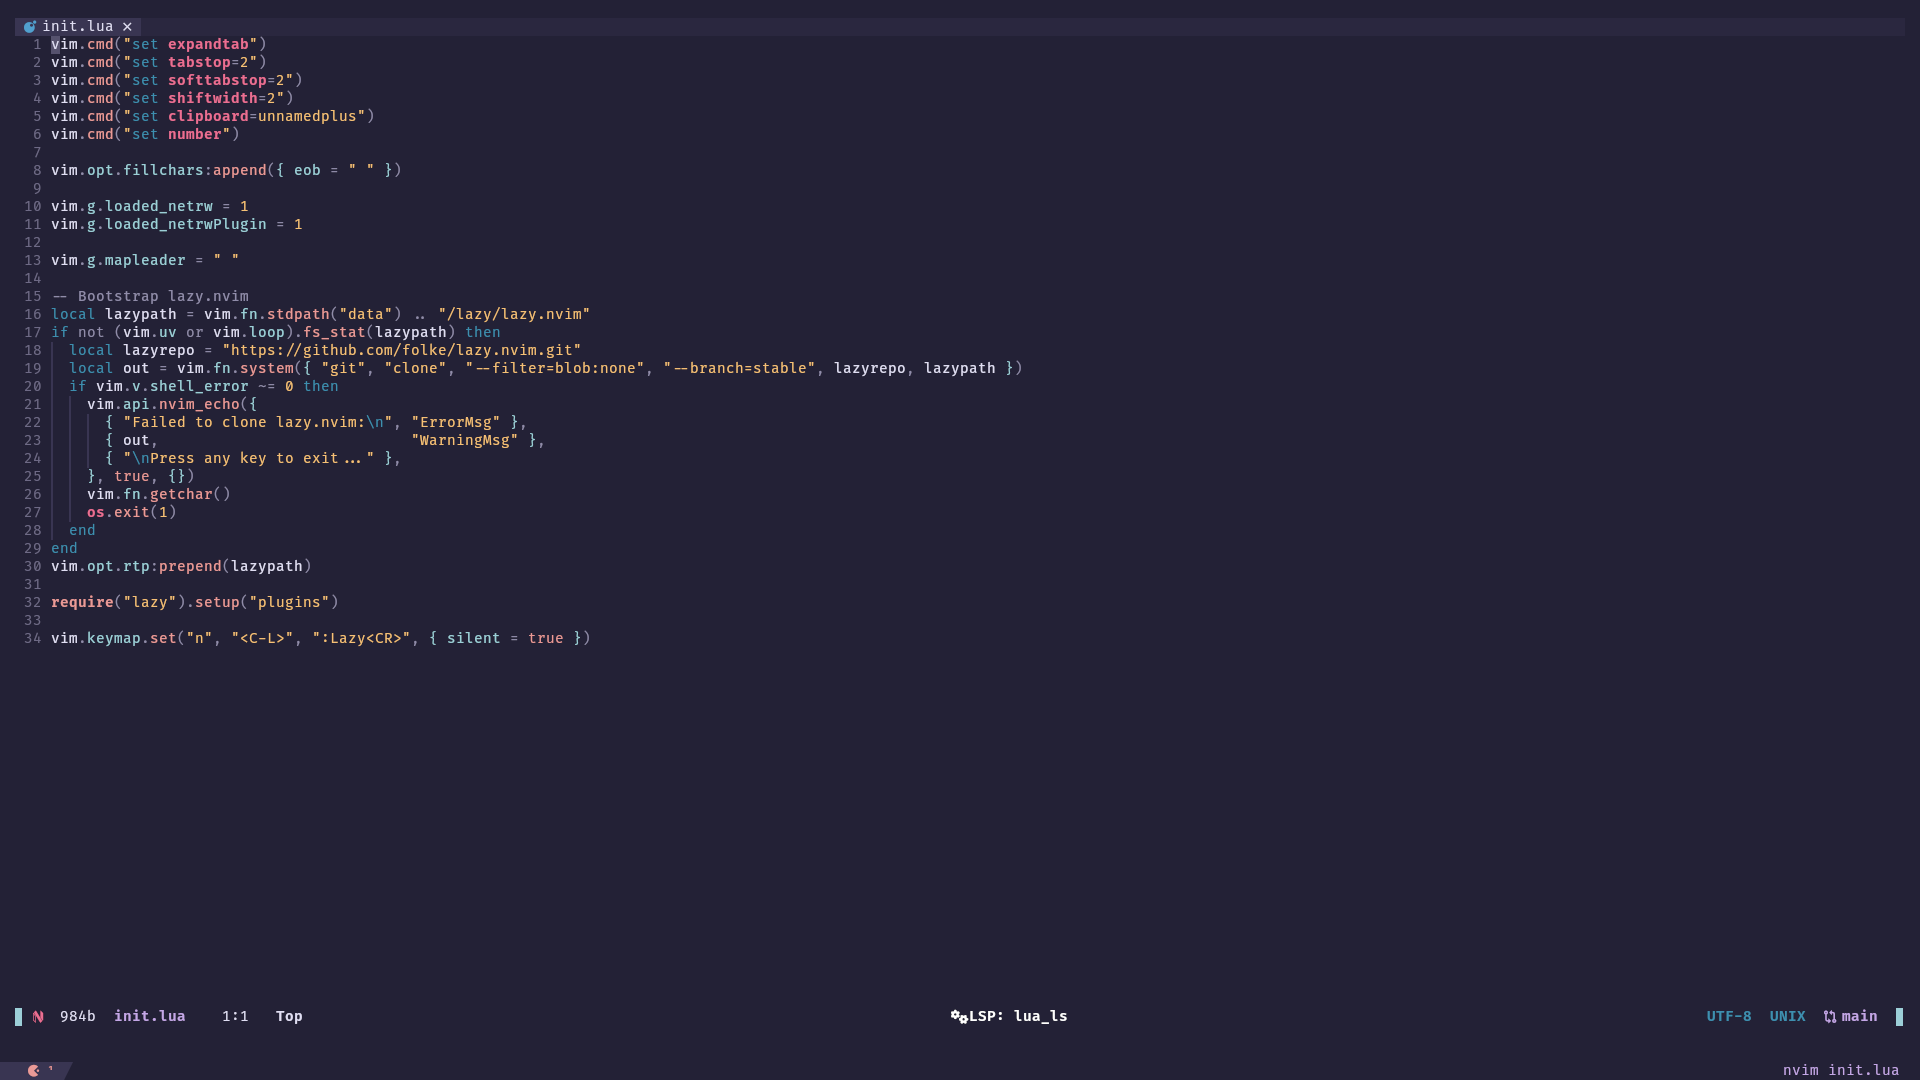 init.lua ×
1 vim.cmd("set expandtab")
2 vim.cmd("set tabstop=2")
3 vim.cmd("set softtabstop=2")
4 vim.cmd("set shiftwidth=2")
5 vim.cmd("set clipboard=unnamedplus")
6 vim.cmd("set number")
7
8 vim.opt.fillchars:append({ eob = " " })
9
10 vim.g.loaded_netrw = 1
11 vim.g.loaded_netrwPlugin = 1
12
13 vim.g.mapleader = " "
14
15 -- Bootstrap lazy.nvim
16 local lazypath = vim.fn.stdpath("data") .. "/lazy/lazy.nvim"
17 if not (vim.uv or vim.loop).fs_stat(lazypath) then
18   local lazyrepo = "https://github.com/folke/lazy.nvim.git"
19   local out = vim.fn.system({ "git", "clone", "--filter=blob:none", "--branch=stable", lazyrepo, lazypath })
20   if vim.v.shell_error ~= 0 then
21     vim.api.nvim_echo({
22       { "Failed to clone lazy.nvim:\n", "ErrorMsg" },
23       { out,                            "WarningMsg" },
24       { "\nPress any key to exit..." },
25     }, true, {})
26     vim.fn.getchar()
27     os.exit(1)
28   end
29 end
30 vim.opt.rtp:prepend(lazypath)
31
32 require("lazy").setup("plugins")
33
34 vim.keymap.set("n", "<C-L>", ":Lazy<CR>", { silent = true })
984b init.lua 1:1 Top LSP: lua_ls UTF-8 UNIX main
nvim init.lua